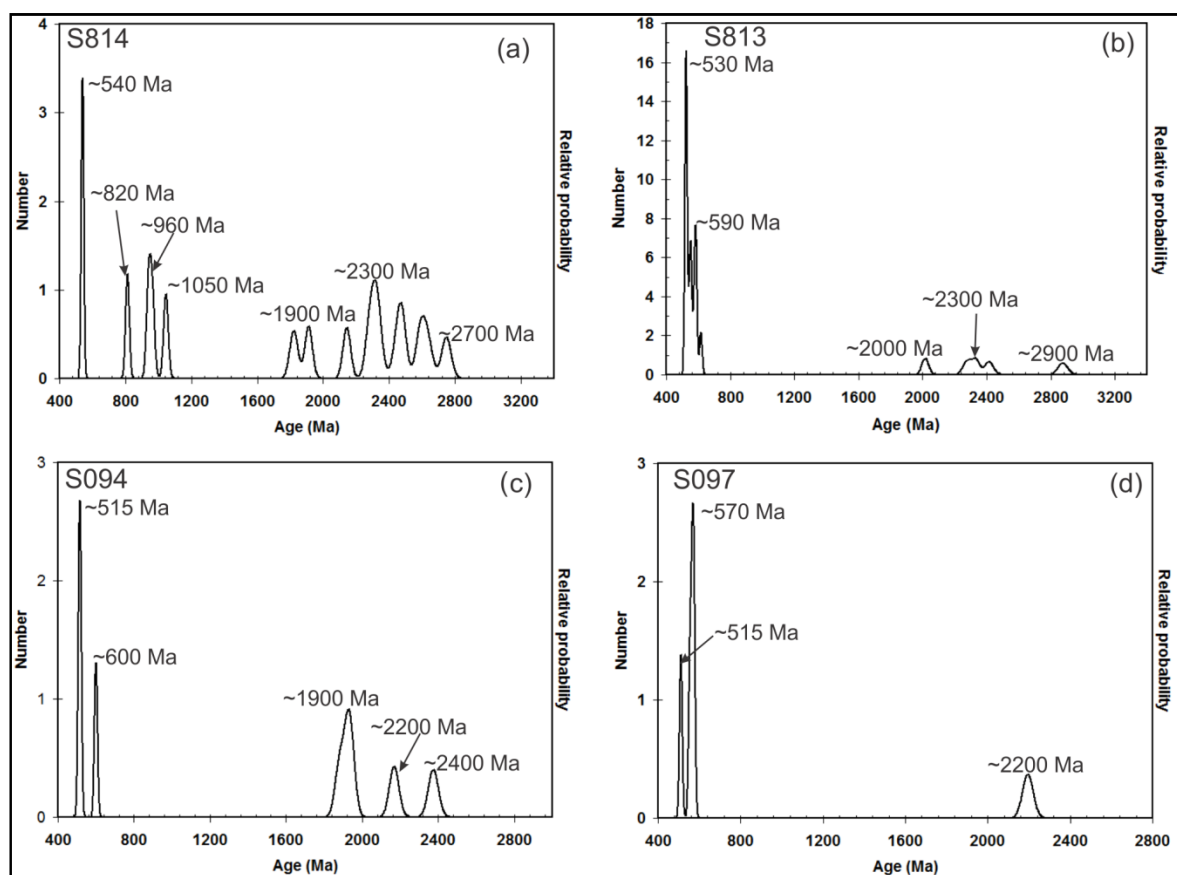 S814
(a)
4
3
2
1
0
Number
Relative probability
~540 Ma
~820 Ma
~960 Ma
~1050 Ma
~1900 Ma
~2300 Ma
~2700 Ma
400 800 1200 1600 2000 2400 2800 3200
Age (Ma)
S813
(b)
18
16
14
12
10
8
6
4
2
0
Number
Relative probability
~530 Ma
~590 Ma
~2000 Ma
~2300 Ma
~2900 Ma
400 800 1200 1600 2000 2400 2800 3200
Age (Ma)
S094
(c)
3
2
1
0
Number
Relative probability
~515 Ma
~600 Ma
~1900 Ma
~2200 Ma
~2400 Ma
400 800 1200 1600 2000 2400 2800
Age (Ma)
S097
(d)
3
2
1
0
Number
Relative probability
~570 Ma
~515 Ma
~2200 Ma
400 800 1200 1600 2000 2400 2800
Age (Ma)